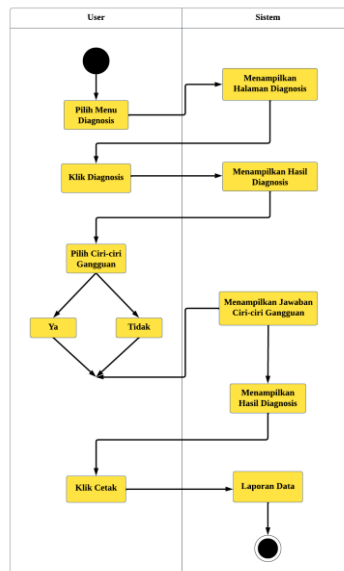 User
Sistem
Pilih Menu
Diagnosis
Menampilkan
Halaman Diagnosis
Klik Diagnosis
Menampilkan Hasil
Diagnosis
Pilih Ciri-ciri
Gangguan
Ya
Tidak
Menampilkan Jawaban
Ciri-ciri Gangguan
Menampilkan
Hasil Diagnosis
Klik Cetak
Laporan Data